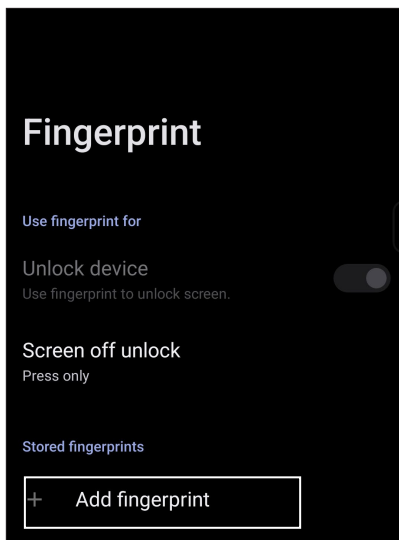 Fingerprint
Use fingerprint for
Unlock device
Use fingerprint to unlock screen.
Screen off unlock
Press only
Stored fingerprints
+ Add fingerprint